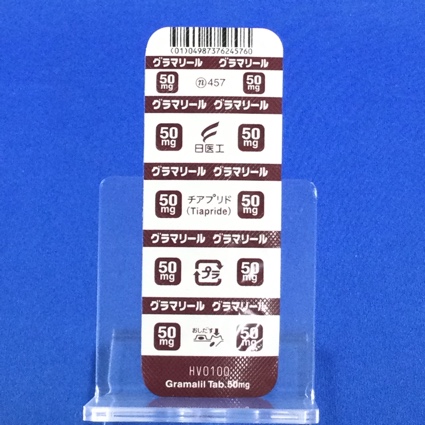 (01)04987376245760
グラマリール グラマリール
50mg ㋪457 50mg
グラマリール グラマリール
50mg 日医工 50mg
グラマリール グラマリール
50mg チアプリド 50mg
(Tiapride)
グラマリール グラマリール
50mg プラ 50mg
グラマリール グラマリール
50mg おしだす 50mg
HV0100
Gramalil Tab.50mg